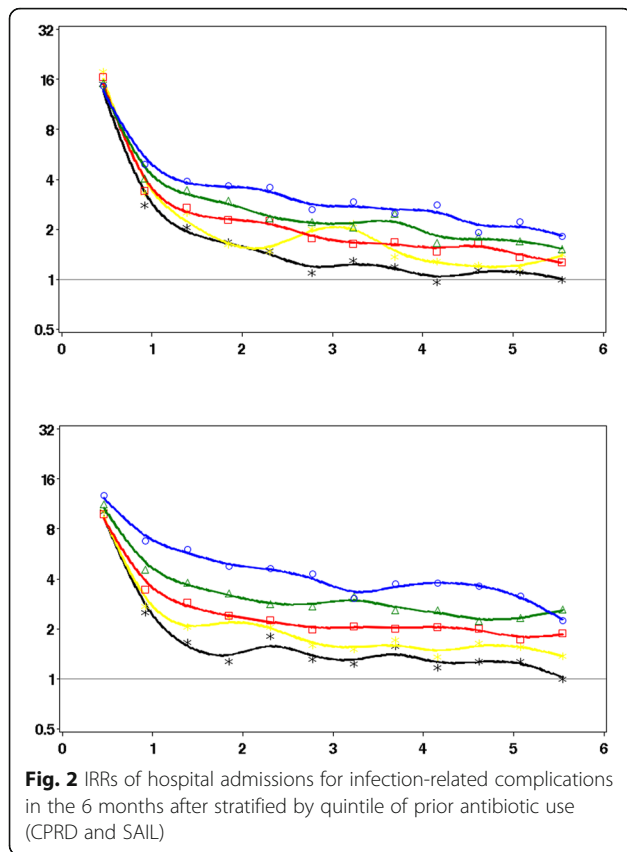 32
16
8
4
2
1
0.5
0 1 2 3 4 5 6
32
16
8
4
2
1
0.5
0 1 2 3 4 5 6
Fig. 2 IRRs of hospital admissions for infection-related complications
in the 6 months after stratified by quintile of prior antibiotic use
(CPRD and SAIL)